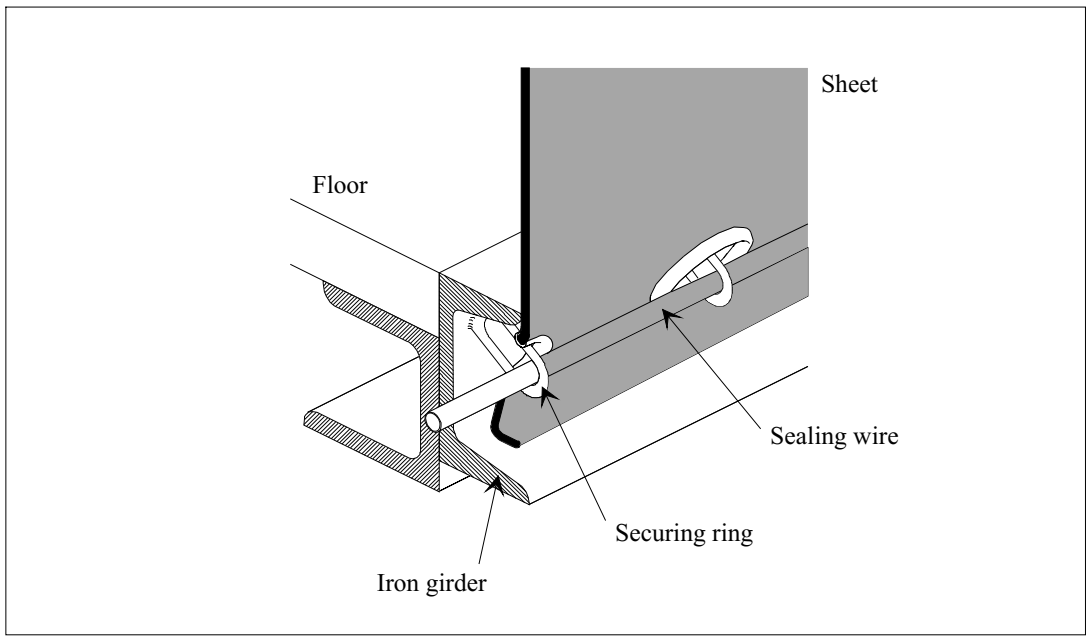 Sheet
Floor
Sealing wire
Securing ring
Iron girder